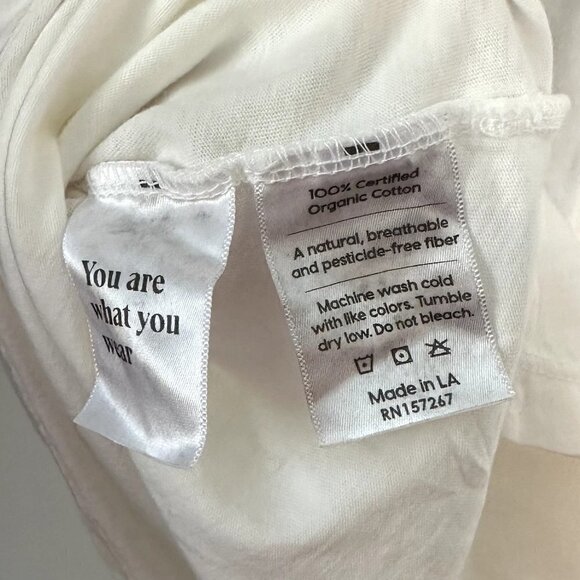 You are
what you
wear
100% Certified
Organic Cotton
A natural, breathable
and pesticide-free fiber
Machine wash cold
with like colors. Tumble
dry low. Do not bleach.
Made in LA
RN157267